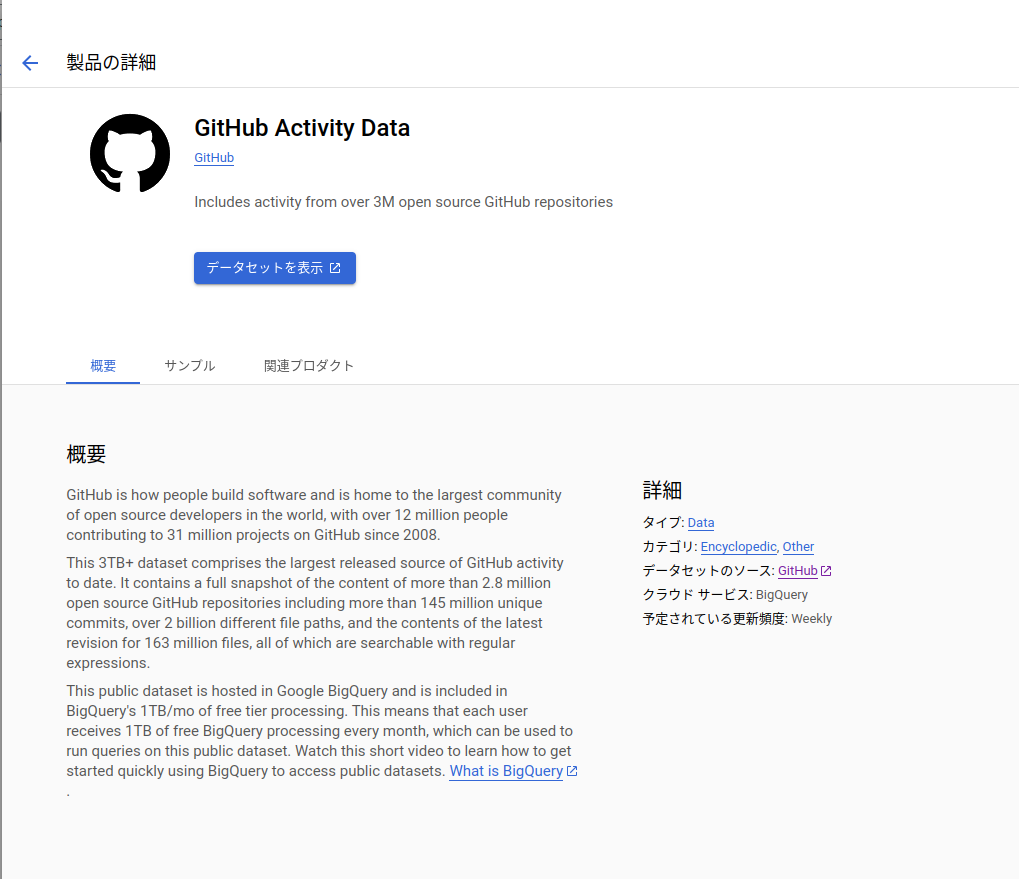 製品の詳細
GitHub Activity Data
GitHub
Includes activity from over 3M open source GitHub repositories
データセットを表示
概要
サンプル
関連プロダクト
概要
GitHub is how people build software and is home to the largest community
of open source developers in the world, with over 12 million people
contributing to 31 million projects on GitHub since 2008.
This 3TB+ dataset comprises the largest released source of GitHub activity
to date. It contains a full snapshot of the content of more than 2.8 million
open source GitHub repositories including more than 145 million unique
commits, over 2 billion different file paths, and the contents of the latest
revision for 163 million files, all of which are searchable with regular
expressions.
This public dataset is hosted in Google BigQuery and is included in
BigQuery's 1TB/mo of free tier processing. This means that each user
receives 1TB of free BigQuery processing every month, which can be used to
run queries on this public dataset. Watch this short video to learn how to get
started quickly using BigQuery to access public datasets. What is BigQuery
.
詳細
タイプ: Data
カテゴリ: Encyclopedic, Other
データセットのソース: GitHub
クラウド サービス: BigQuery
予定されている更新頻度: Weekly